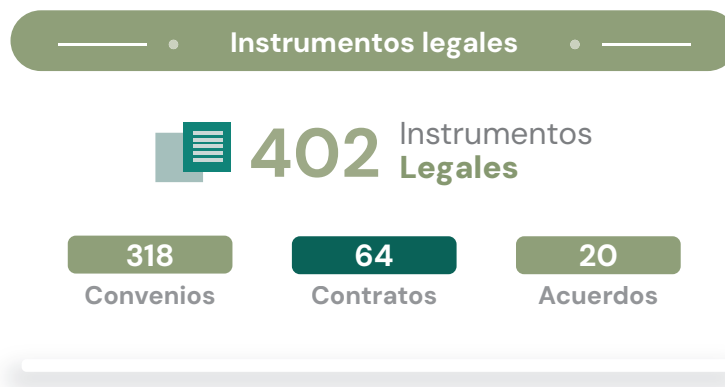 Instrumentos legales
402 Instrumentos
Legales
318 64 20
Convenios Contratos Acuerdos